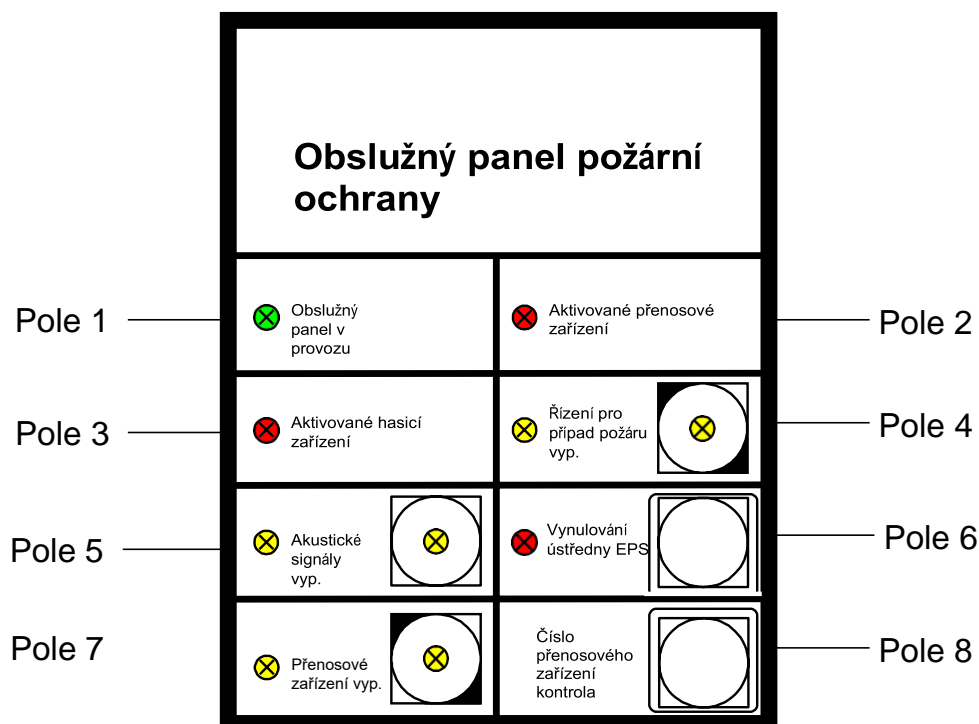 Obslužný panel požární
ochrany
Pole 1
Obslužný
panel v
provozu
Aktivované přenosové
zařízení
Pole 2
Pole 3
Aktivované hasicí
zařízení
Řízení pro
případ požáru
vyp.
Pole 4
Pole 5
Akustické
signály
vyp.
Vynulování
ústředny EPS
Pole 6
Pole 7
Přenosové
zařízení vyp.
Číslo
přenosového
zařízení
kontrola
Pole 8